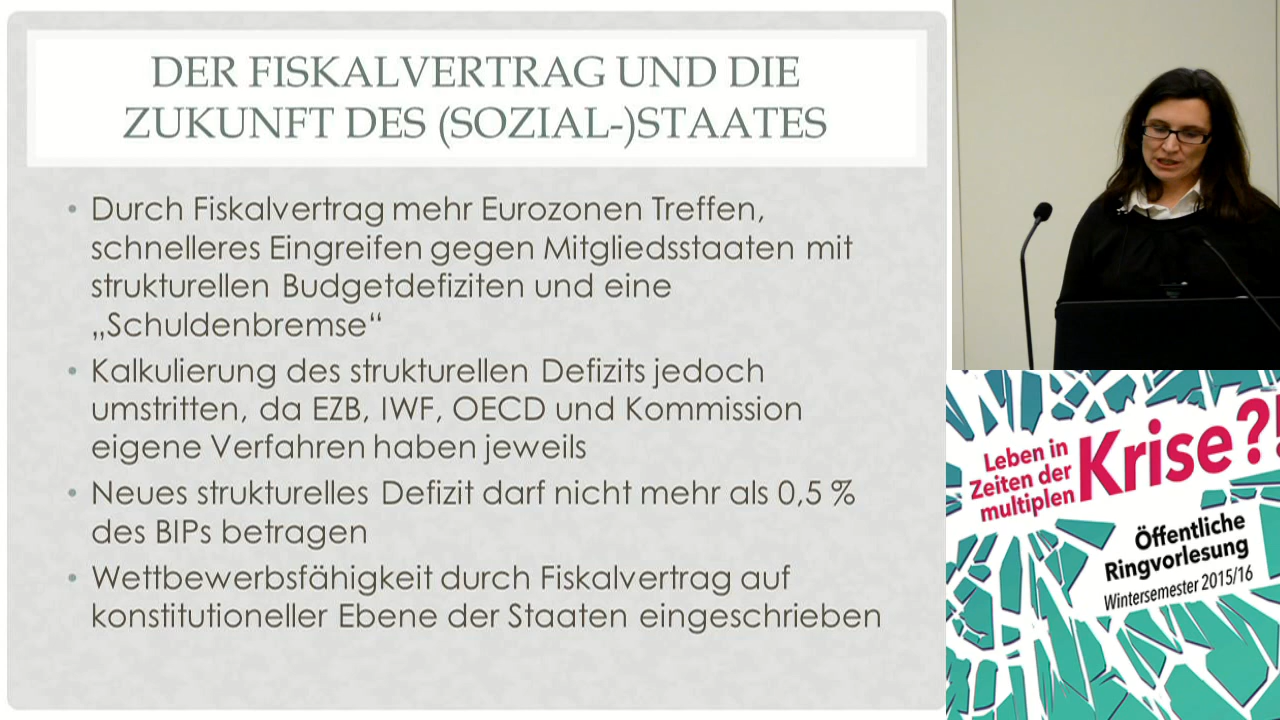 DER FISKALVERTRAG UND DIE
ZUKUNFT DES (SOZIAL-)STAATES
• Durch Fiskalvertrag mehr Eurozonen Treffen,
schnelleres Eingreifen gegen Mitgliedsstaaten mit
strukturellen Budgetdefiziten und eine
„Schuldenbremse“
• Kalkulierung des strukturellen Defizits jedoch
umstritten, da EZB, IWF, OECD und Kommission
eigene Verfahren haben jeweils
• Neues strukturelles Defizit darf nicht mehr als 0,5 %
des BIPs betragen
• Wettbewerbsfähigkeit durch Fiskalvertrag auf
konstitutioneller Ebene der Staaten eingeschrieben
Leben in
Zeiten der
multiplen
Krise?!
Öffentliche
Ringvorlesung
Wintersemester 2015/16